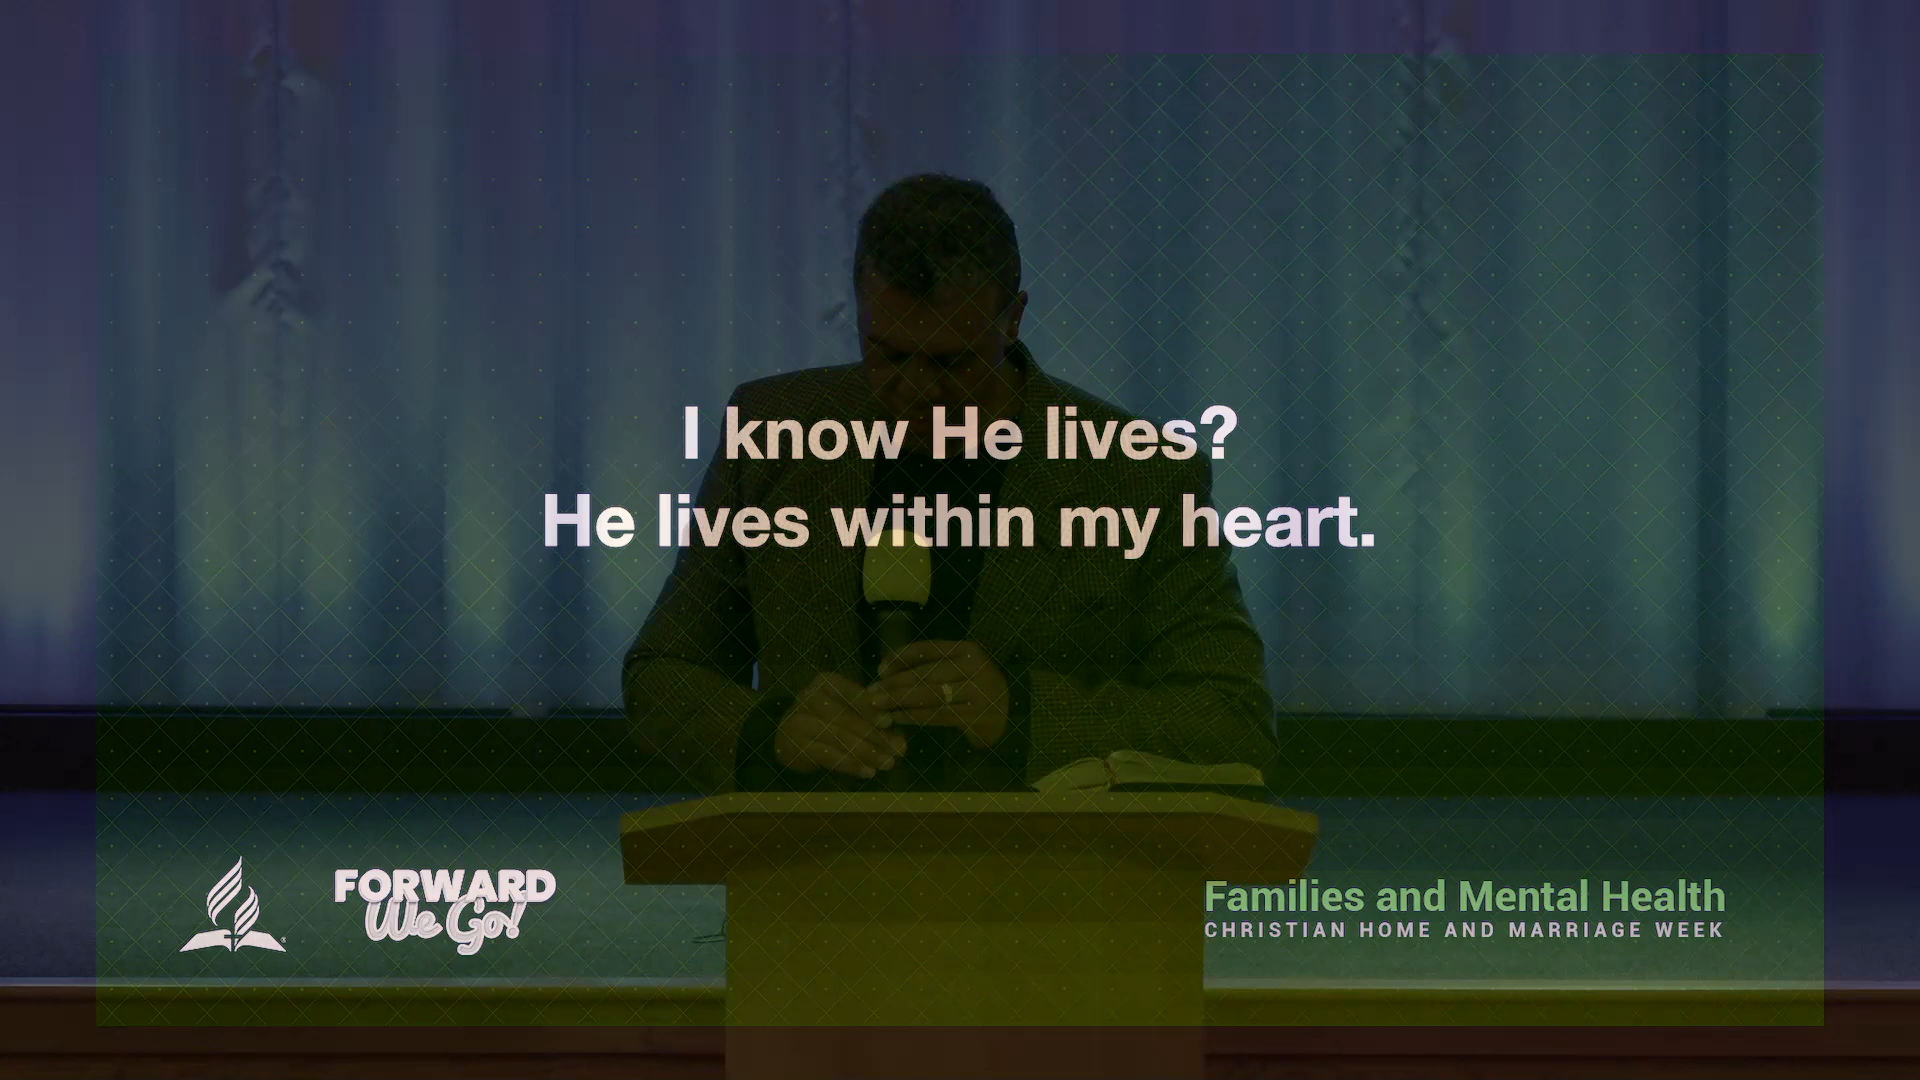 I know He lives?
He lives within my heart.
FORWARD
We Go!
Families and Mental Health
CHRISTIAN HOME AND MARRIAGE WEEK